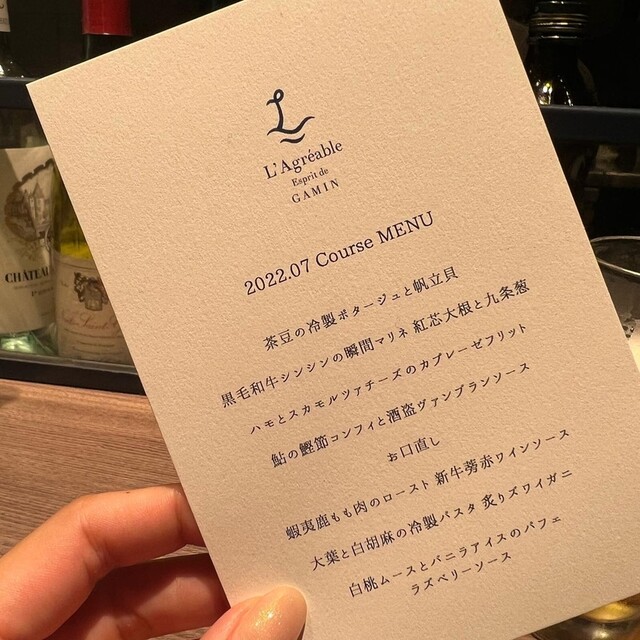 L'Agréable
Esprit de
GAMIN
2022.07 Course MENU
茶豆の冷製ポタージュと帆立貝
黒毛和牛シンシンの瞬間マリネ 紅芯大根と九条葱
ハモとスカモルツァチーズのカプレーゼフリット
鮎の鰹節コンフィと酒盗ヴァンブランソース
お口直し
蝦夷鹿もも肉のロースト 新牛蒡赤ワインソース
大葉と白胡麻の冷製パスタ 炙りズワイガニ
白桃ムースとバニラアイスのパフェ
ラズベリーソース
CHÂTEAU